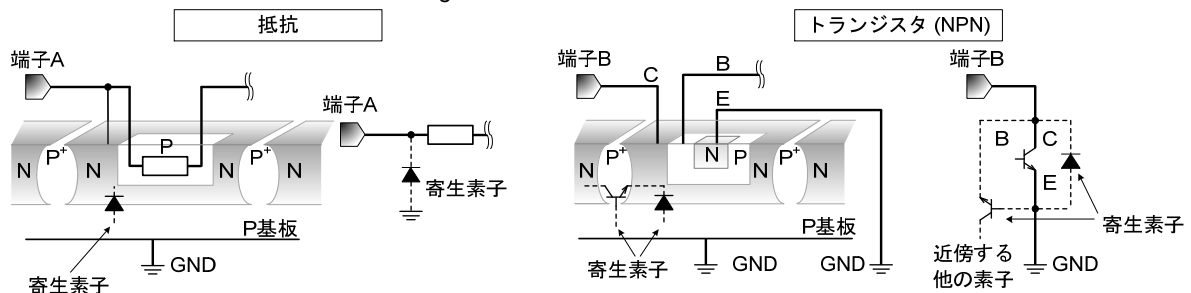 g
抵抗
トランジスタ (NPN)
端子A
端子A
N
P+
N
P
N
P+
N
寄生素子
P基板
GND
寄生素子
端子B
C
B
E
N
P+
N
N
P
N
P+
N
P基板
寄生素子
GND
GND
端子B
B
C
E
寄生素子
近傍する
他の素子
GND